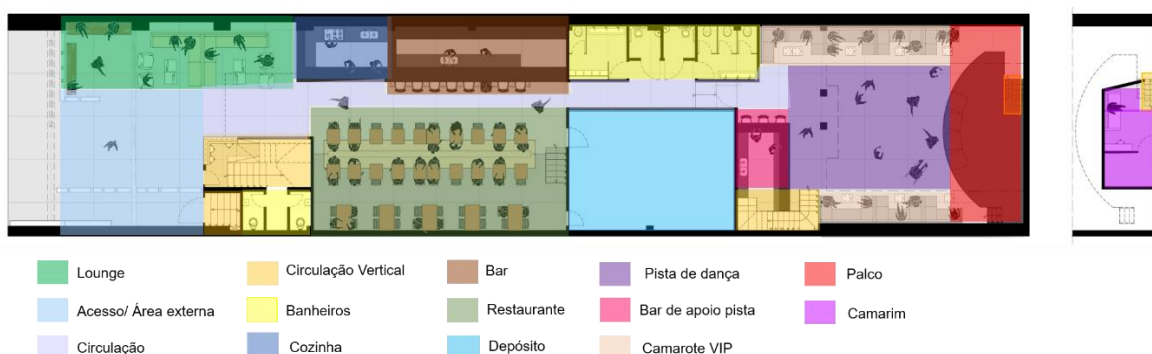 Lounge
Circulação Vertical
Bar
Pista de dança
Palco
Acesso/ Área externa
Banheiros
Restaurante
Bar de apoio pista
Camarim
Circulação
Cozinha
Depósito
Camarote VIP